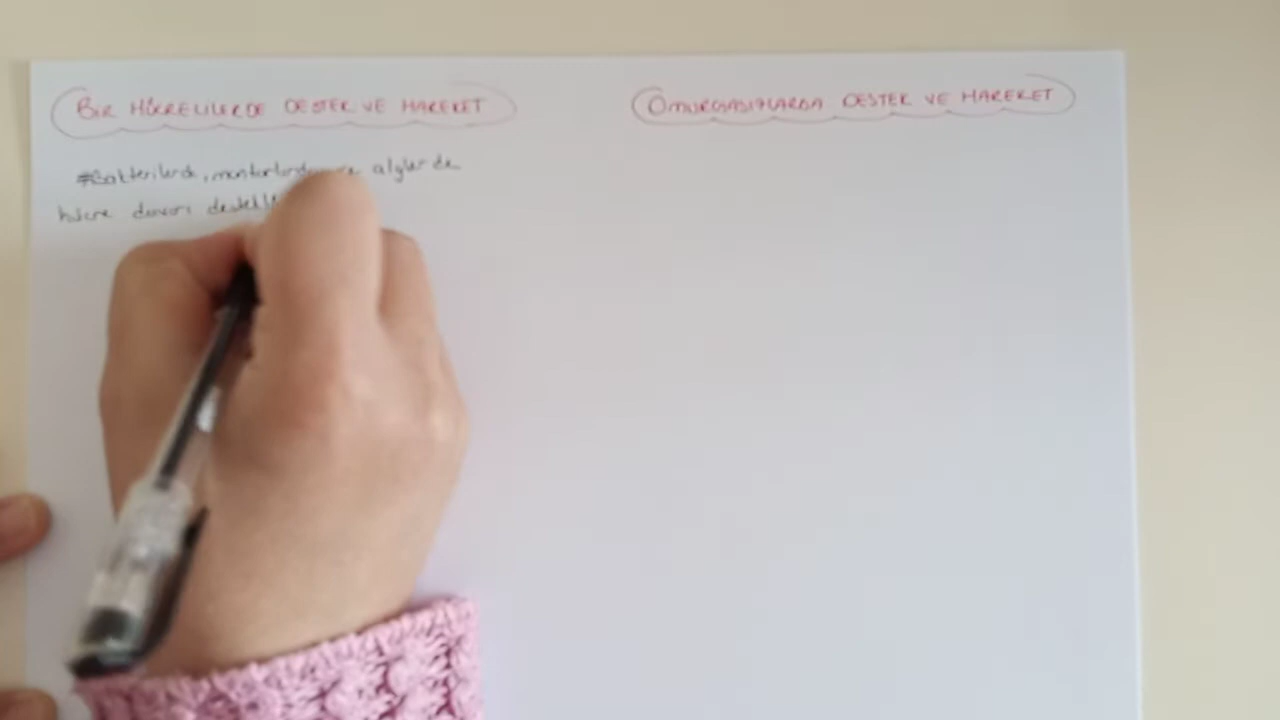 BİR HÜCRELİLERDE DESTEK VE HAREKET
OMURGASIZLARDA DESTEK VE HAREKET
#Bakterilerde, mantarlarda ve alglerde
hücre duvarı